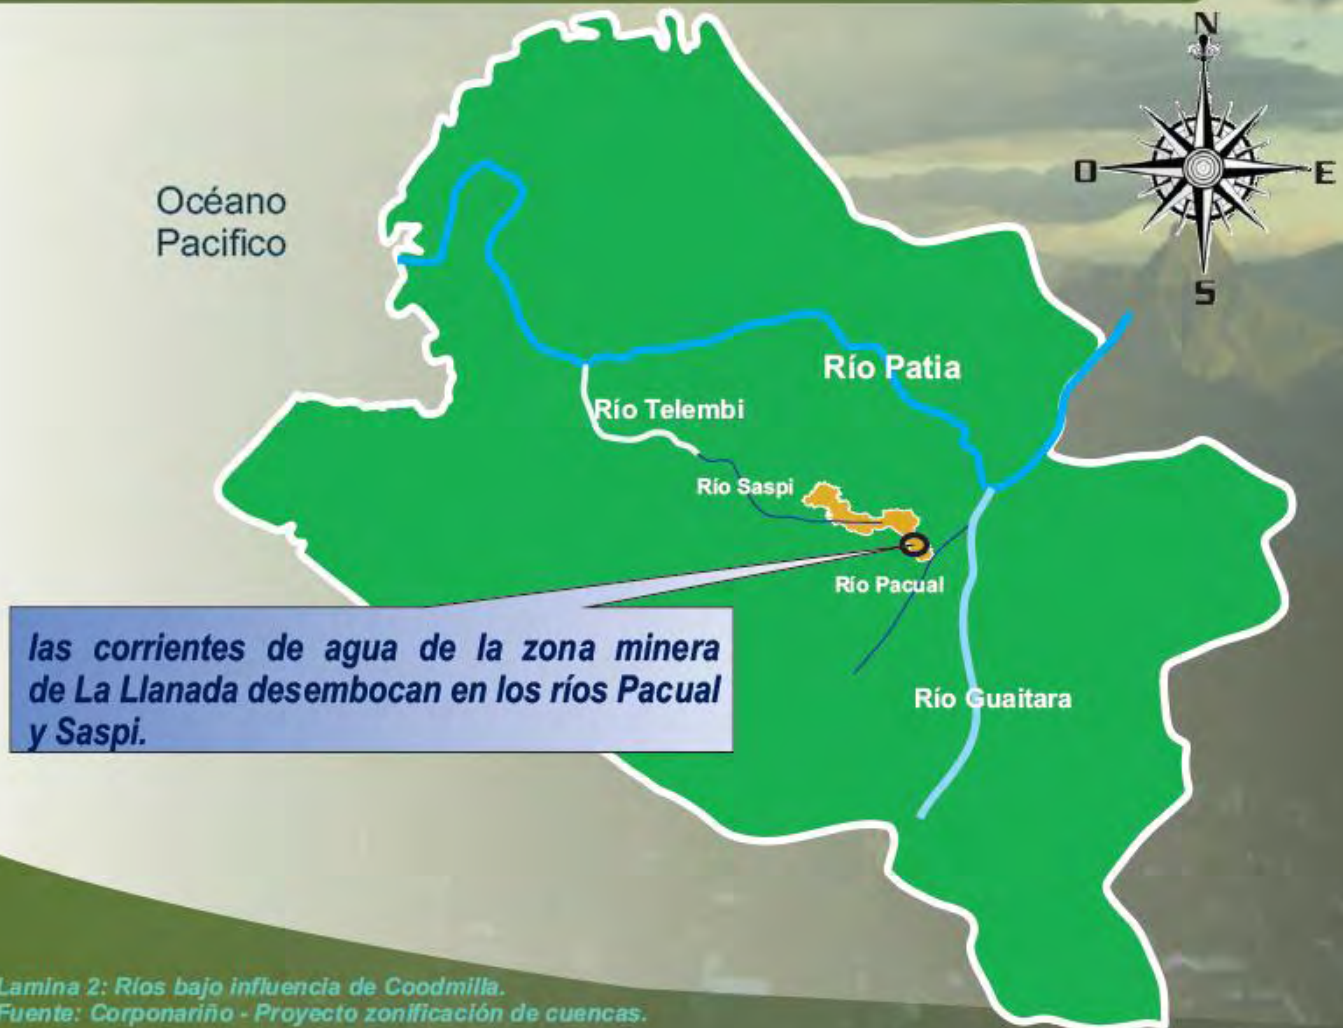 N
O
E
S
Océano
Pacifico
Río Patia
Río Telembi
Río Saspi
Río Pacual
las corrientes de agua de la zona minera
de La Llanada desembocan en los ríos Pacual
y Saspi.
Río Guaitara
Lamina 2: Ríos bajo influencia de Coodmilla.
Fuente: Corponariño - Proyecto zonificación de cuencas.